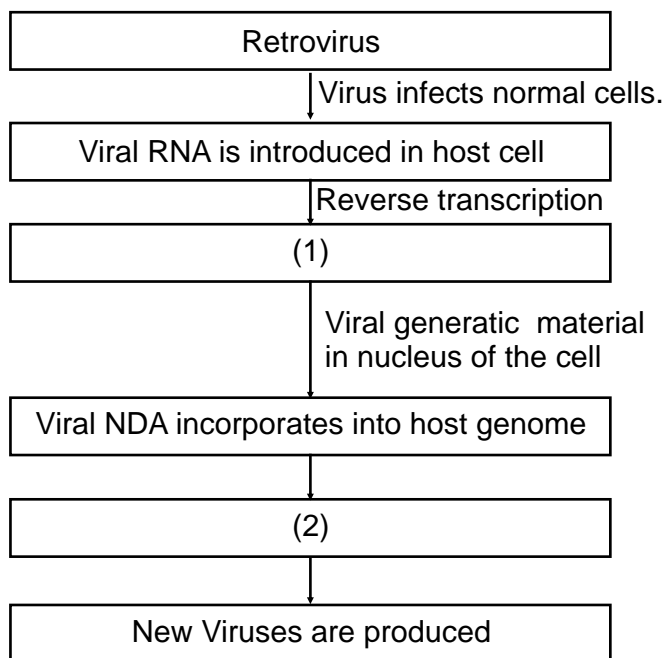 Retrovirus
Virus infects normal cells.
Viral RNA is introduced in host cell
Reverse transcription
(1)
Viral generatic material
in nucleus of the cell
Viral NDA incorporates into host genome
(2)
New Viruses are produced